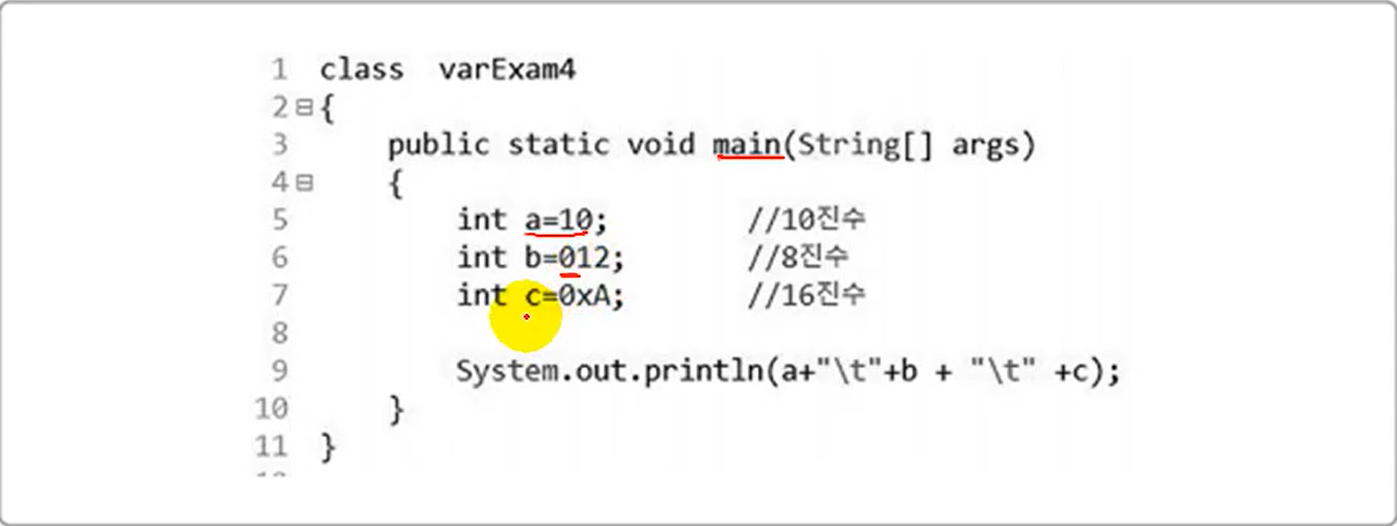 1 class  varExam4
2 {
3     public static void main(String[] args)
4     {
5         int a=10;        //10진수
6         int b=012;       //8진수
7         int c=0xA;       //16진수
8
9         System.out.println(a+"\t"+b + "\t" +c);
10     }
11 }